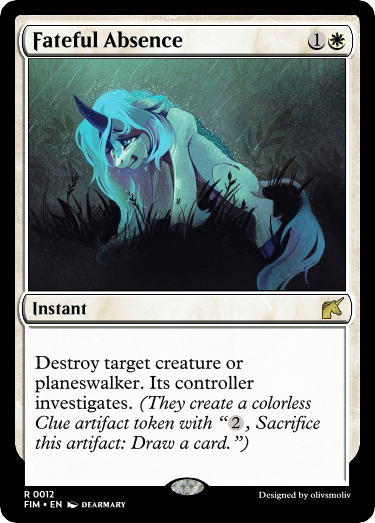 Fateful Absence 1
Instant
Destroy target creature or
planeswalker. Its controller
investigates. (They create a colorless
Clue artifact token with “2, Sacrifice
this artifact: Draw a card.”)
R 0012
FIM • EN DEARMARY
Designed by olivsmoliv